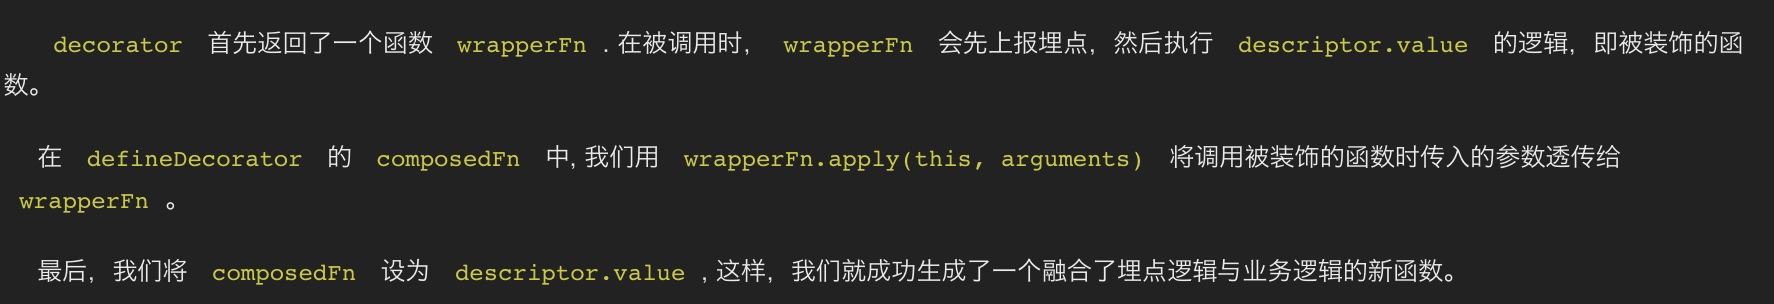 decorator 首先返回了一个函数 wrapperFn . 在被调用时， wrapperFn 会先上报埋点，然后执行 descriptor.value 的逻辑，即被装饰的函
数。
在 defineDecorator 的 composedFn 中, 我们用 wrapperFn.apply(this, arguments) 将调用被装饰的函数时传入的参数透传给
wrapperFn 。
最后，我们将 composedFn 设为 descriptor.value , 这样，我们就成功生成了一个融合了埋点逻辑与业务逻辑的新函数。